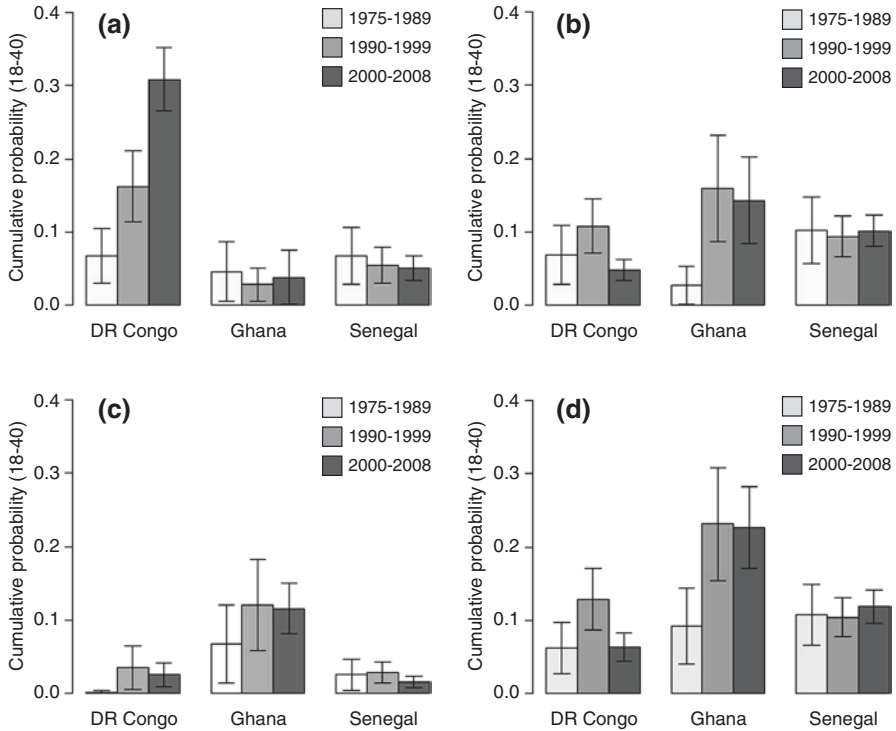 (a)
Cumulative probability (18-40)
0.4
0.3
0.2
0.1
0.0
1975-1989
1990-1999
2000-2008
DR Congo Ghana Senegal
(b)
Cumulative probability (18-40)
0.4
0.3
0.2
0.1
0.0
1975-1989
1990-1999
2000-2008
DR Congo Ghana Senegal
(c)
Cumulative probability (18-40)
0.4
0.3
0.2
0.1
0.0
1975-1989
1990-1999
2000-2008
DR Congo Ghana Senegal
(d)
Cumulative probability (18-40)
0.4
0.3
0.2
0.1
0.0
1975-1989
1990-1999
2000-2008
DR Congo Ghana Senegal